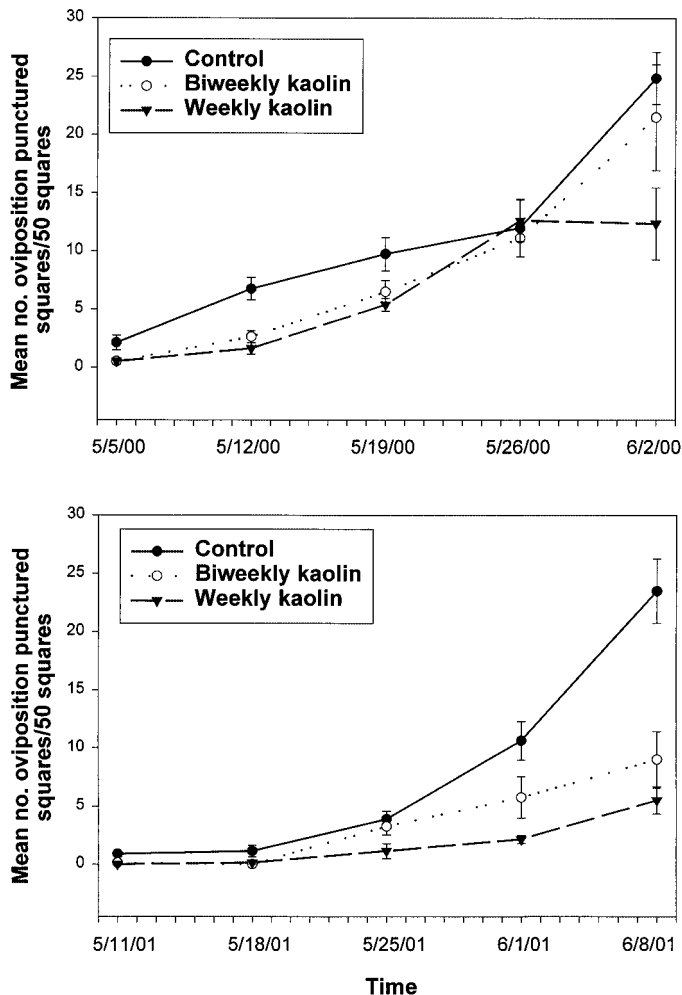 Mean no. oviposition punctured
squares/50 squares
30
25
20
15
10
5
0
Control
Biweekly kaolin
Weekly kaolin
5/5/00
5/12/00
5/19/00
5/26/00
6/2/00
Mean no. oviposition punctured
squares/50 squares
30
25
20
15
10
5
0
Control
Biweekly kaolin
Weekly kaolin
5/11/01
5/18/01
5/25/01
6/1/01
6/8/01
Time